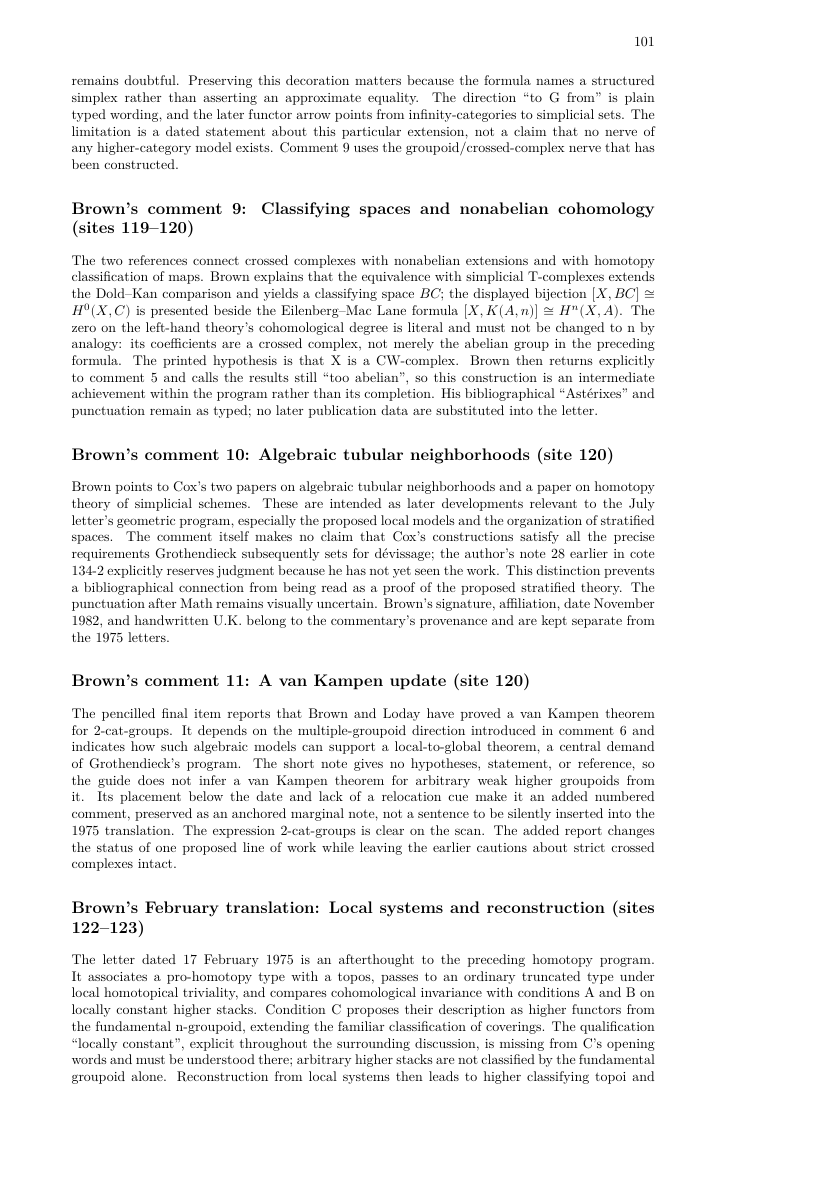 101
remains doubtful. Preserving this decoration matters because the formula names a structured
simplex rather than asserting an approximate equality. The direction “to G from” is plain
typed wording, and the later functor arrow points from infinity-categories to simplicial sets. The
limitation is a dated statement about this particular extension, not a claim that no nerve of
any higher-category model exists. Comment 9 uses the groupoid/crossed-complex nerve that has
been constructed.
Brown’s comment 9: Classifying spaces and nonabelian cohomology
(sites 119–120)
The two references connect crossed complexes with nonabelian extensions and with homotopy
classification of maps. Brown explains that the equivalence with simplicial T-complexes extends
the Dold–Kan comparison and yields a classifying space BC; the displayed bijection [X, BC] ≅
H⁰(X, C) is presented beside the Eilenberg–Mac Lane formula [X, K(A, n)] ≅ Hⁿ(X, A). The
zero on the left-hand theory’s cohomological degree is literal and must not be changed to n by
analogy: its coefficients are a crossed complex, not merely the abelian group in the preceding
formula. The printed hypothesis is that X is a CW-complex. Brown then returns explicitly
to comment 5 and calls the results still “too abelian”, so this construction is an intermediate
achievement within the program rather than its completion. His bibliographical “Astérixes” and
punctuation remain as typed; no later publication data are substituted into the letter.
Brown’s comment 10: Algebraic tubular neighborhoods (site 120)
Brown points to Cox’s two papers on algebraic tubular neighborhoods and a paper on homotopy
theory of simplicial schemes. These are intended as later developments relevant to the July
letter’s geometric program, especially the proposed local models and the organization of stratified
spaces. The comment itself makes no claim that Cox’s constructions satisfy all the precise
requirements Grothendieck subsequently sets for dévissage; the author’s note 28 earlier in cote
134-2 explicitly reserves judgment because he has not yet seen the work. This distinction prevents
a bibliographical connection from being read as a proof of the proposed stratified theory. The
punctuation after Math remains visually uncertain. Brown’s signature, affiliation, date November
1982, and handwritten U.K. belong to the commentary’s provenance and are kept separate from
the 1975 letters.
Brown’s comment 11: A van Kampen update (site 120)
The pencilled final item reports that Brown and Loday have proved a van Kampen theorem
for 2-cat-groups. It depends on the multiple-groupoid direction introduced in comment 6 and
indicates how such algebraic models can support a local-to-global theorem, a central demand
of Grothendieck’s program. The short note gives no hypotheses, statement, or reference, so
the guide does not infer a van Kampen theorem for arbitrary weak higher groupoids from
it. Its placement below the date and lack of a relocation cue make it an added numbered
comment, preserved as an anchored marginal note, not a sentence to be silently inserted into the
1975 translation. The expression 2-cat-groups is clear on the scan. The added report changes
the status of one proposed line of work while leaving the earlier cautions about strict crossed
complexes intact.
Brown’s February translation: Local systems and reconstruction (sites
122–123)
The letter dated 17 February 1975 is an afterthought to the preceding homotopy program.
It associates a pro-homotopy type with a topos, passes to an ordinary truncated type under
local homotopical triviality, and compares cohomological invariance with conditions A and B on
locally constant higher stacks. Condition C proposes their description as higher functors from
the fundamental n-groupoid, extending the familiar classification of coverings. The qualification
“locally constant”, explicit throughout the surrounding discussion, is missing from C’s opening
words and must be understood there; arbitrary higher stacks are not classified by the fundamental
groupoid alone. Reconstruction from local systems then leads to higher classifying topoi and